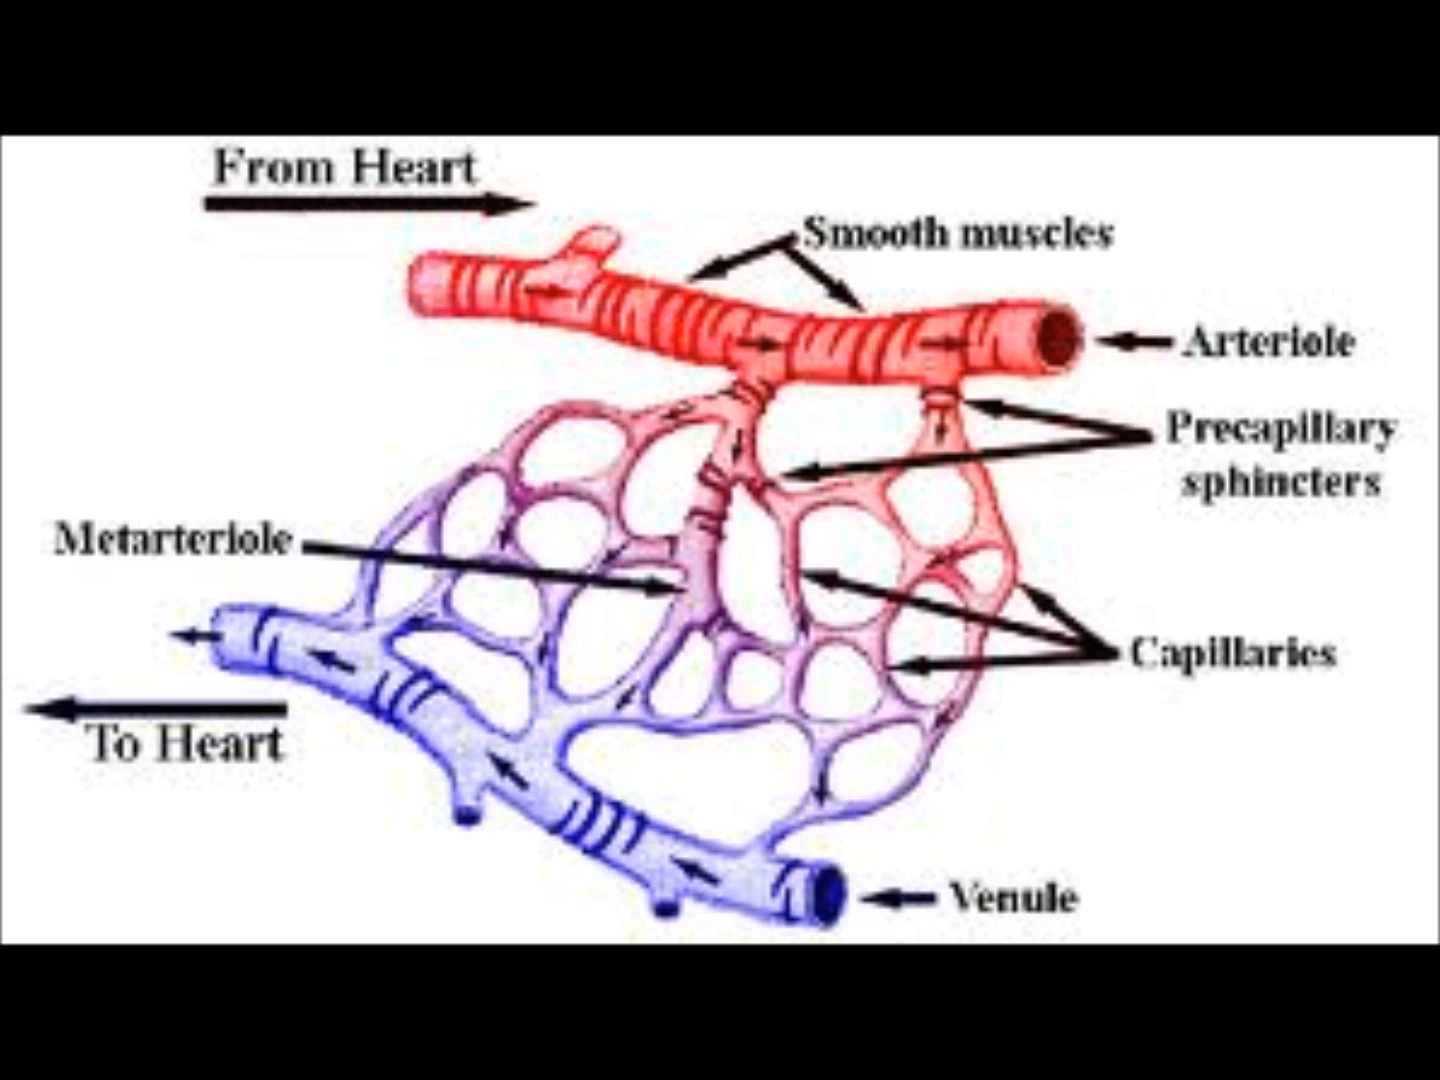 From Heart
Smooth muscles
Arteriole
Precapillary
sphincters
Metarteriole
Capillaries
To Heart
Venule